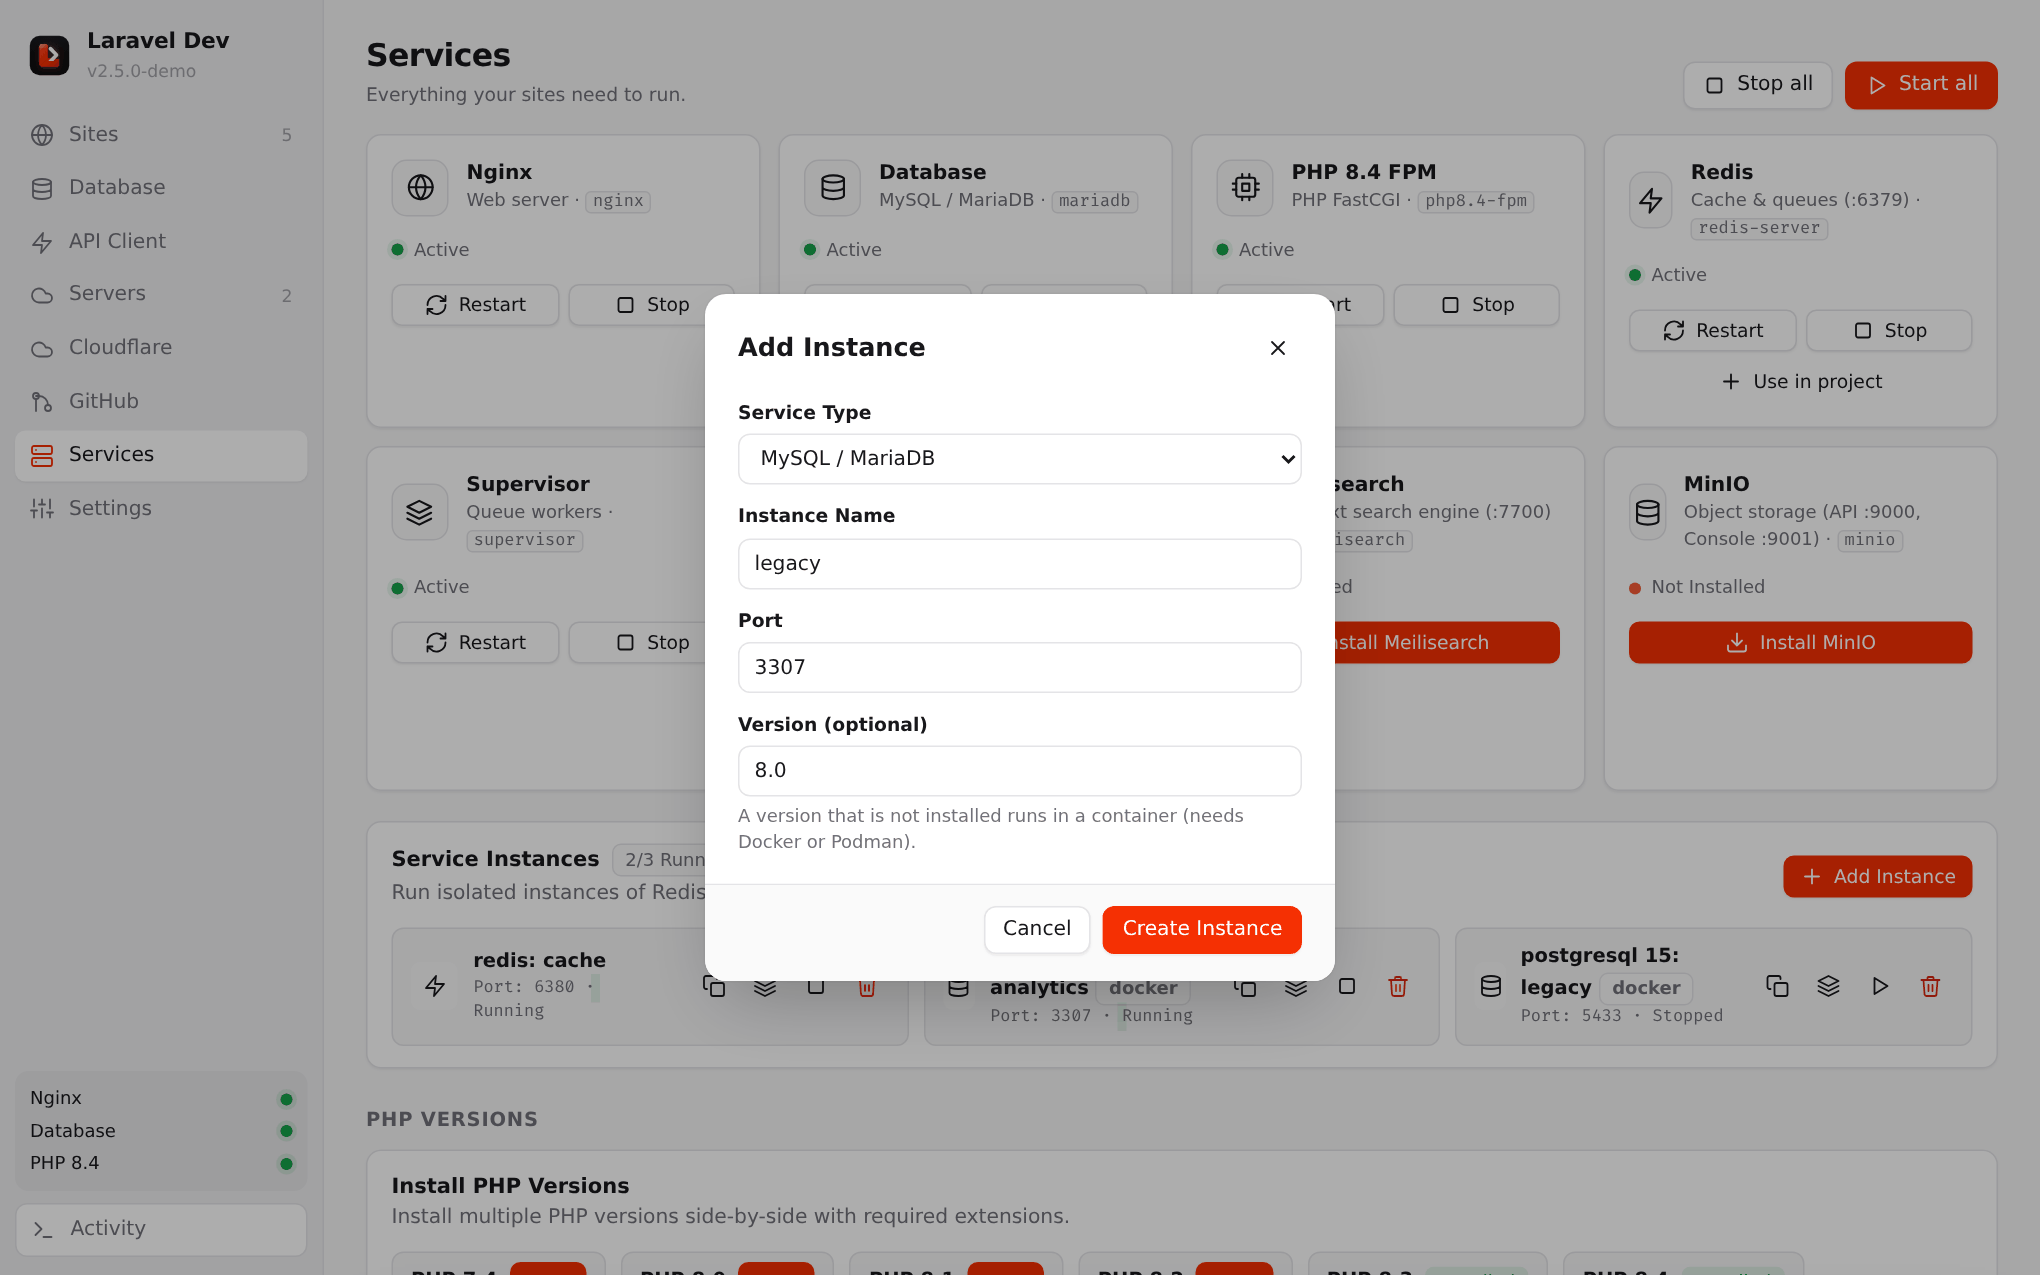 Laravel Dev
v2.5.0-demo
Sites 5
Database
API Client
Servers 2
Cloudflare
GitHub
Services
Settings
Nginx
Database
PHP 8.4
Activity
Services
Everything your sites need to run.
Stop all
Start all
Nginx
Web server · nginx
Active
Restart
Stop
Database
MySQL / MariaDB · mariadb
Active
PHP 8.4 FPM
PHP FastCGI · php8.4-fpm
Active
Stop
Redis
Cache & queues (:6379) ·
redis-server
Active
Restart
Stop
Use in project
Supervisor
Queue workers ·
supervisor
Active
Restart
Stop
search engine (:7700)
Meilisearch
MinIO
Object storage (API :9000,
Console :9001) · minio
Not Installed
Install MinIO
Add Instance
Service Type
MySQL / MariaDB
Instance Name
legacy
Port
3307
Version (optional)
8.0
A version that is not installed runs in a container (needs
Docker or Podman).
Cancel
Create Instance
Service Instances
2/3
Run isolated instances of Redis
Add Instance
redis: cache
Port: 6380 ·
Running
analytics docker
Port: 3307 · Running
postgresql 15:
legacy docker
Port: 5433 · Stopped
PHP VERSIONS
Install PHP Versions
Install multiple PHP versions side-by-side with required extensions.